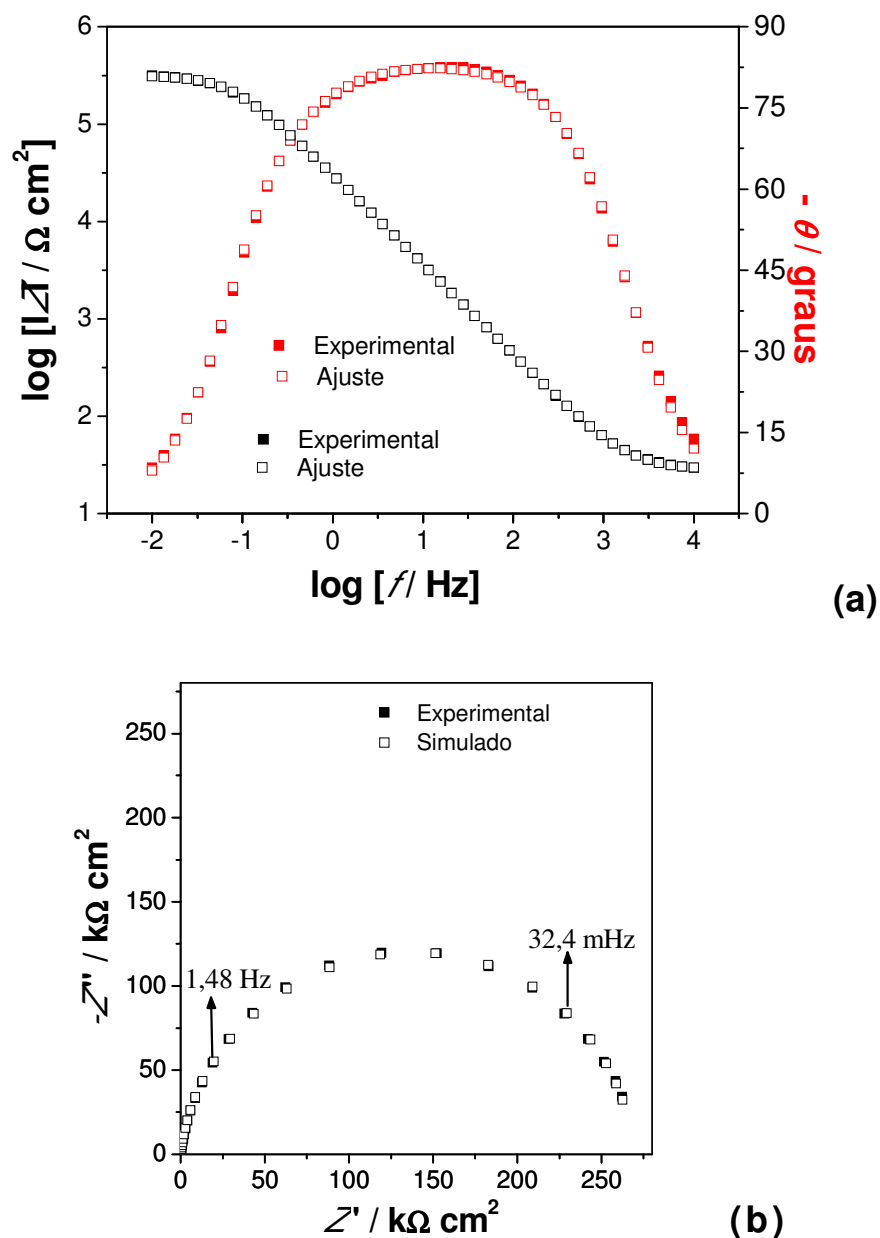 6
5
4
3
2
1
log [IZI / Ω cm²]
90
75
60
45
30
15
0
- θ / graus
Experimental
Ajuste
Experimental
Ajuste
-2 -1 0 1 2 3 4
log [f / Hz]
(a)
250
200
150
100
50
0
-Z'' / kΩ cm²
Experimental
Simulado
1,48 Hz
32,4 mHz
0 50 100 150 200 250
Z' / kΩ cm²
(b)